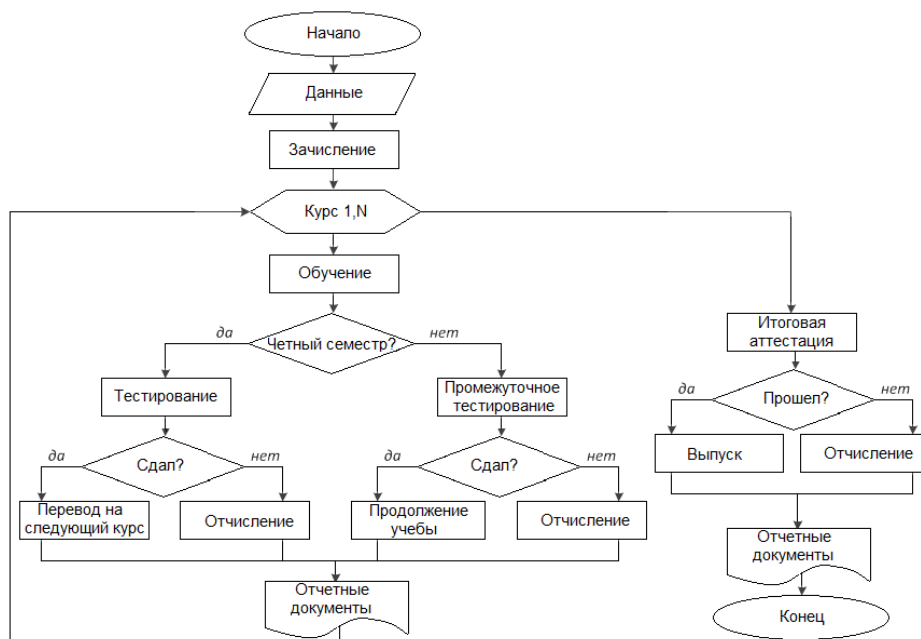 Начало
Данные
Зачисление
Курс 1,N
Обучение
Четный семестр?
да
нет
Тестирование
Промежуточное
тестирование
Сдал?
да
нет
Перевод на
следующий курс
Отчисление
Сдал?
да
нет
Продолжение
учебы
Отчисление
Отчетные
документы
Итоговая
аттестация
Прошел?
да
нет
Выпуск
Отчисление
Отчетные
документы
Конец